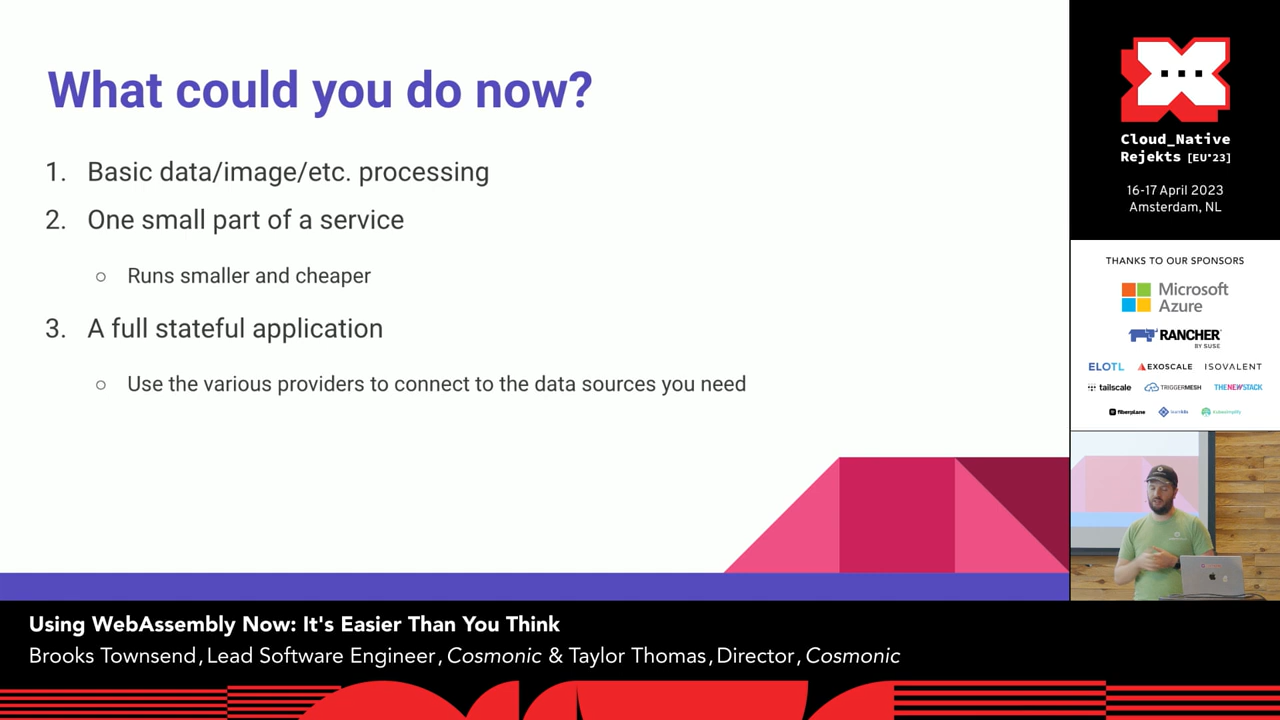 What could you do now?
1. Basic data/image/etc. processing
2. One small part of a service
○ Runs smaller and cheaper
3. A full stateful application
○ Use the various providers to connect to the data sources you need
Cloud_Native
Rejekts [EU'23]
16-17 April 2023
Amsterdam, NL
THANKS TO OUR SPONSORS
Microsoft
Azure
RANCHER
BY SUSE
ELOTL
EXOSCALE
ISOVALENT
tailscale
TRIGGERMESH
THENEWSTACK
fiberplane
Using WebAssembly Now: It's Easier Than You Think
Brooks Townsend, Lead Software Engineer, Cosmonic & Taylor Thomas, Director, Cosmonic